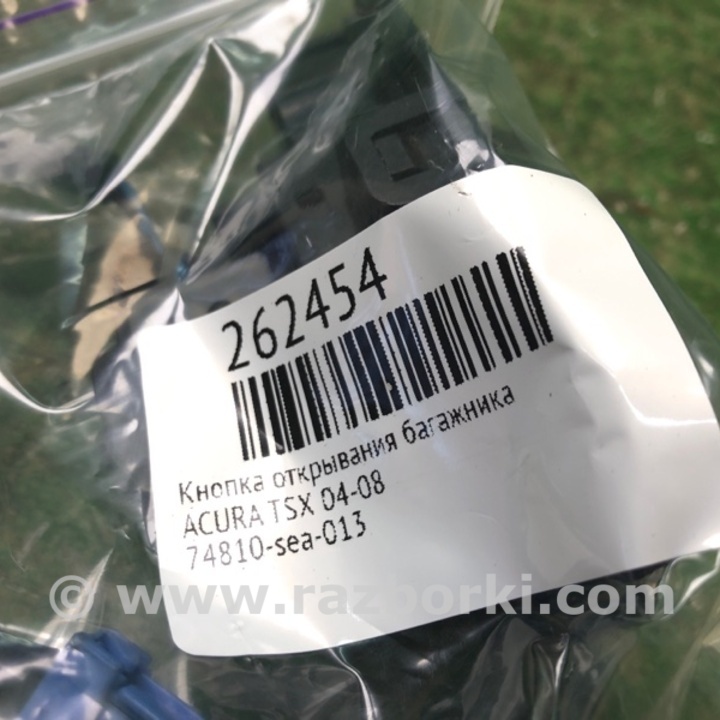 262454
Кнопка открывания багажника
ACURA TSX 04-08
74810-sea-013
© www.razborki.com